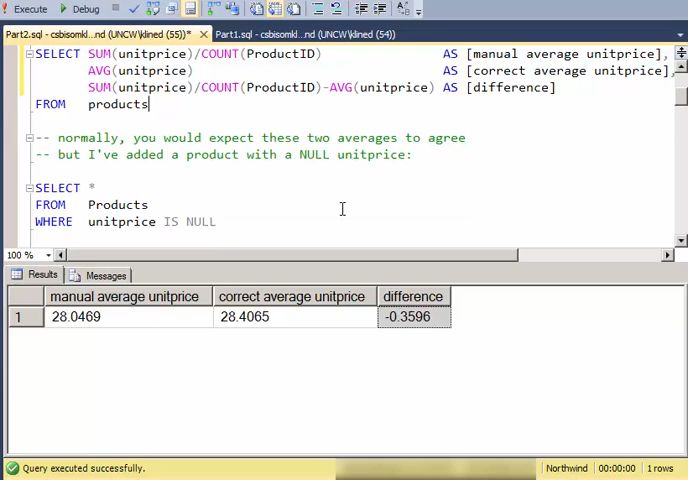 Execute Debug
Part2.sql - csbisomkl...nd (UNCW\klined (55))* × Part1.sql - csbisomkl...nd (UNCW\klined (54))
SELECT SUM(unitprice)/COUNT(ProductID) AS [manual average unitprice],
AVG(unitprice) AS [correct average unitprice],
SUM(unitprice)/COUNT(ProductID)-AVG(unitprice) AS [difference]
FROM products
-- normally, you would expect these two averages to agree
-- but I've added a product with a NULL unitprice:
SELECT *
FROM Products
WHERE unitprice IS NULL
100 %
Results Messages
manual average unitprice correct average unitprice difference
1 28.0469 28.4065 -0.3596
Query executed successfully. Northwind 00:00:00 1 rows